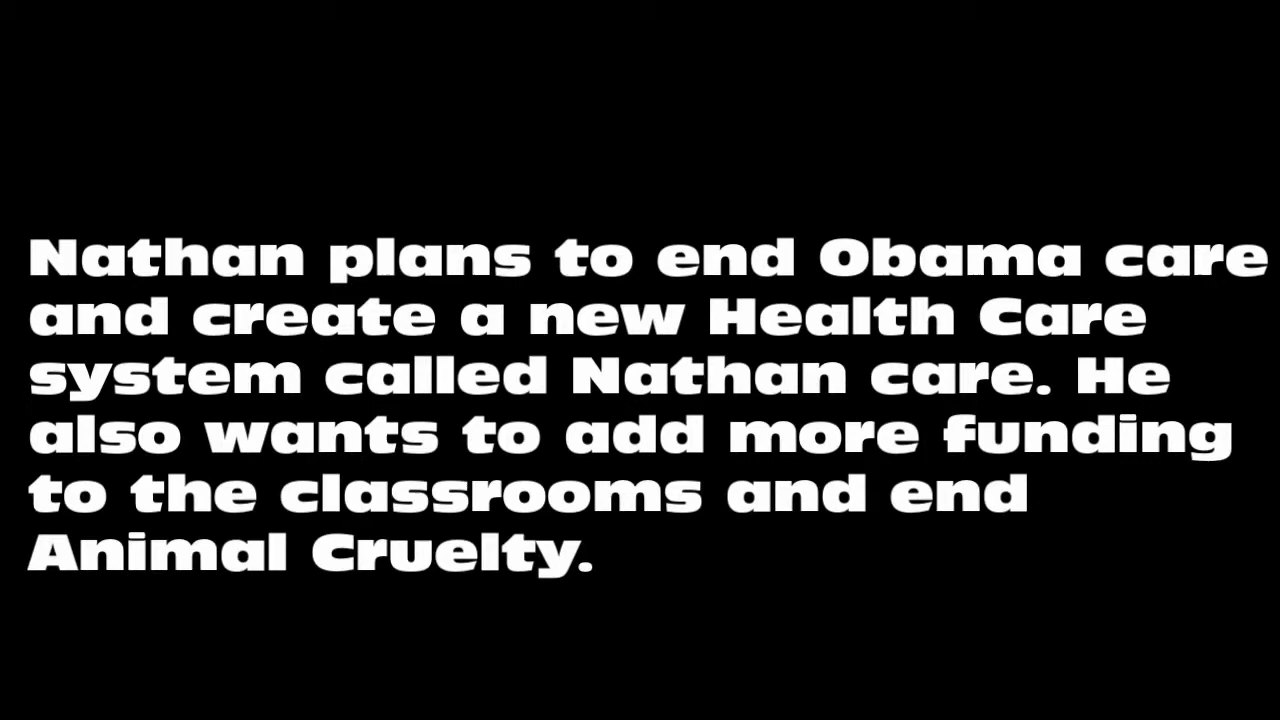 Nathan plans to end Obama care
and create a new Health Care
system called Nathan care. He
also wants to add more funding
to the classrooms and end
Animal Cruelty.